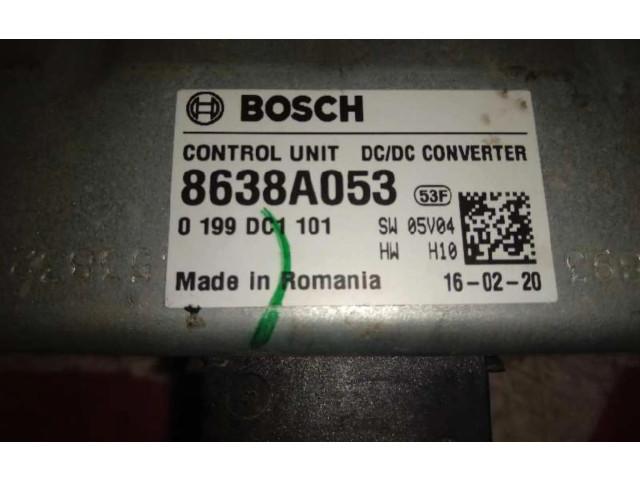 BOSCH
CONTROL UNIT DC/DC CONVERTER
8638A053 53F
0 199 DC1 101 SW 05V04
HW H10
Made in Romania 16-02-20